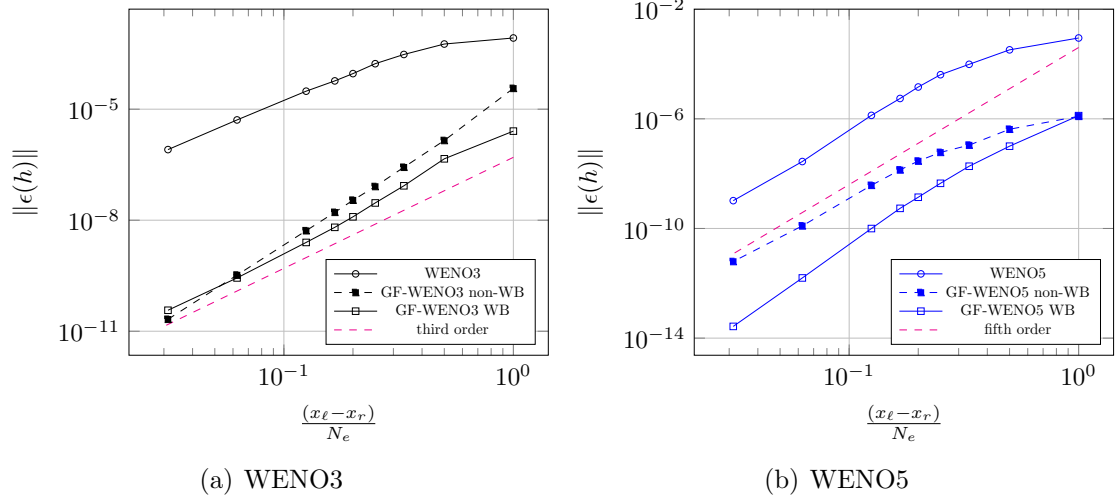 10^{-5}
10^{-8}
10^{-11}
‖ϵ(h)‖
10^{-1}
10^{0}
(x_ℓ−x_r)
N_e
WENO3
GF-WENO3 non-WB
GF-WENO3 WB
third order
(a) WENO3
10^{-2}
10^{-6}
10^{-10}
10^{-14}
‖ϵ(h)‖
10^{-1}
10^{0}
(x_ℓ−x_r)
N_e
WENO5
GF-WENO5 non-WB
GF-WENO5 WB
fifth order
(b) WENO5